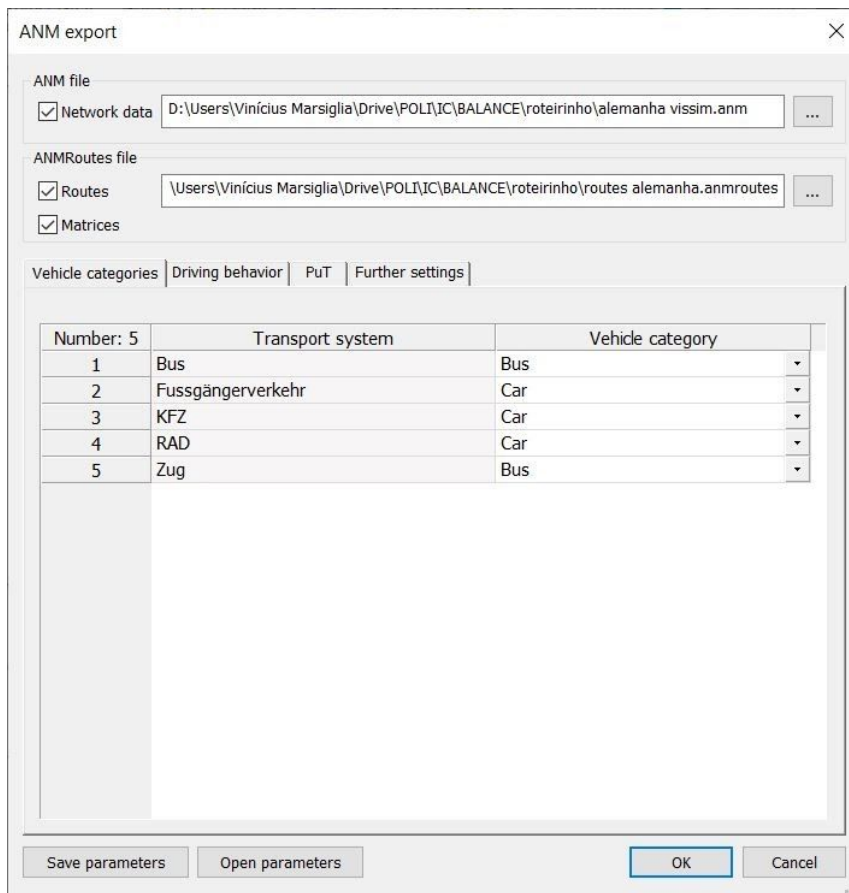 ANM export
ANM file
Network data D:\Users\Vinícius Marsiglia\Drive\POLI\IC\BALANCE\roteirinho\alemanha vissim.anm ...
ANMRoutes file
Routes \Users\Vinícius Marsiglia\Drive\POLI\IC\BALANCE\roteirinho\routes alemanha.anmroutes ...
Matrices
Vehicle categories Driving behavior PuT Further settings
Number: 5 Transport system Vehicle category
1 Bus Bus
2 Fussgängerverkehr Car
3 KFZ Car
4 RAD Car
5 Zug Bus
Save parameters Open parameters OK Cancel